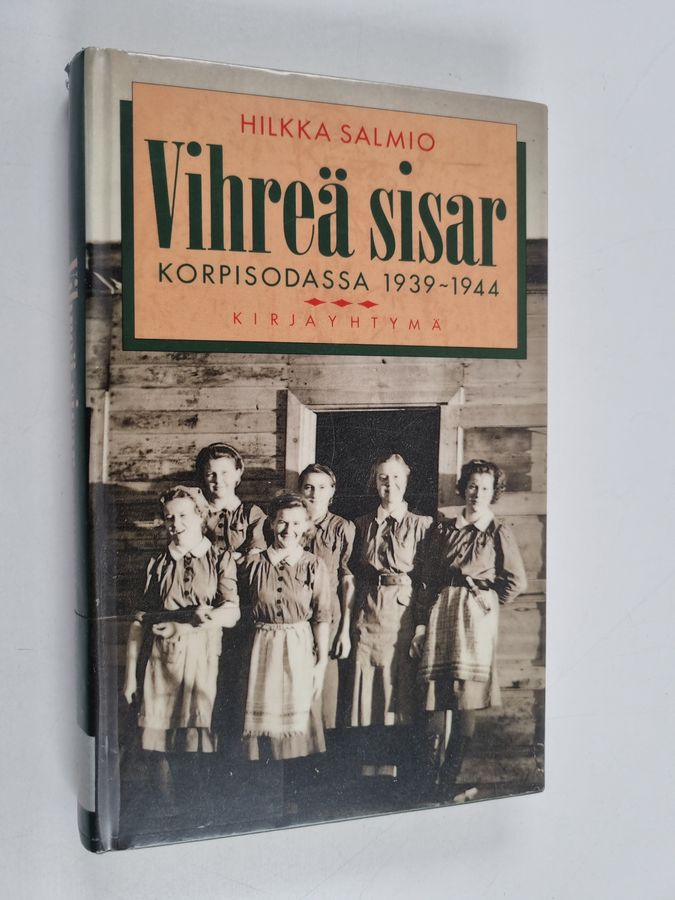 HILKKA SALMIO
Vihreä sisar
KORPISODASSA 1939~1944
KIRJAYHTYMÄ